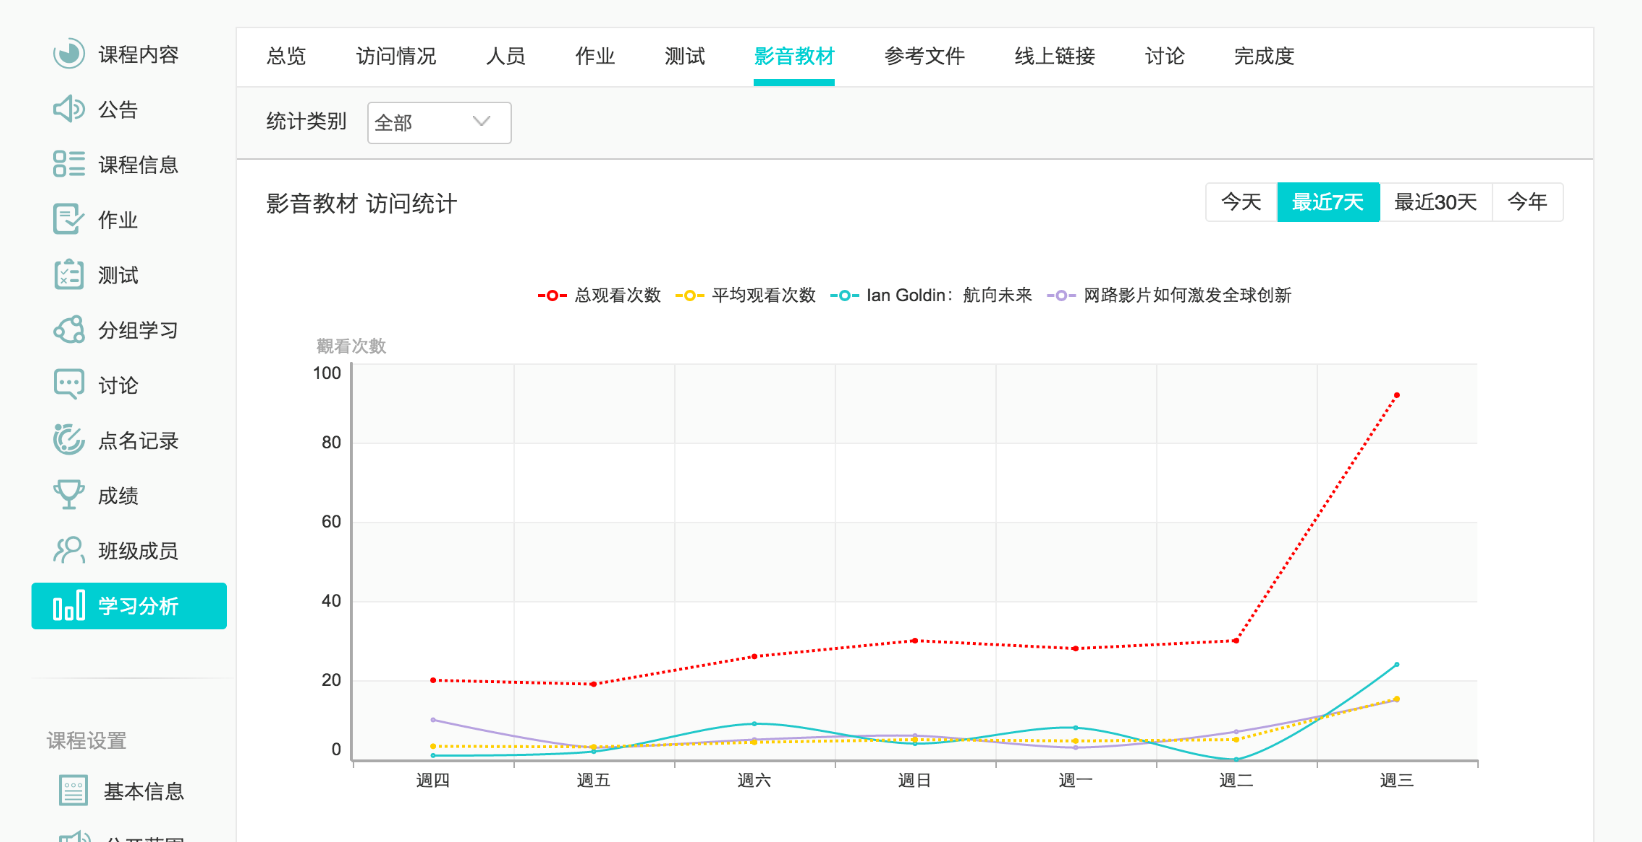 课程内容
公告
课程信息
作业
测试
分组学习
讨论
点名记录
成绩
班级成员
学习分析
课程设置
基本信息
总览 访问情况 人员 作业 测试 影音教材 参考文件 线上链接 讨论 完成度
统计类别 全部
影音教材 访问统计
今天 最近7天 最近30天 今年
总观看次数 平均观看次数 Ian Goldin：航向未来 网路影片如何激发全球创新
觀看次數
100
80
60
40
20
0
週四 週五 週六 週日 週一 週二 週三